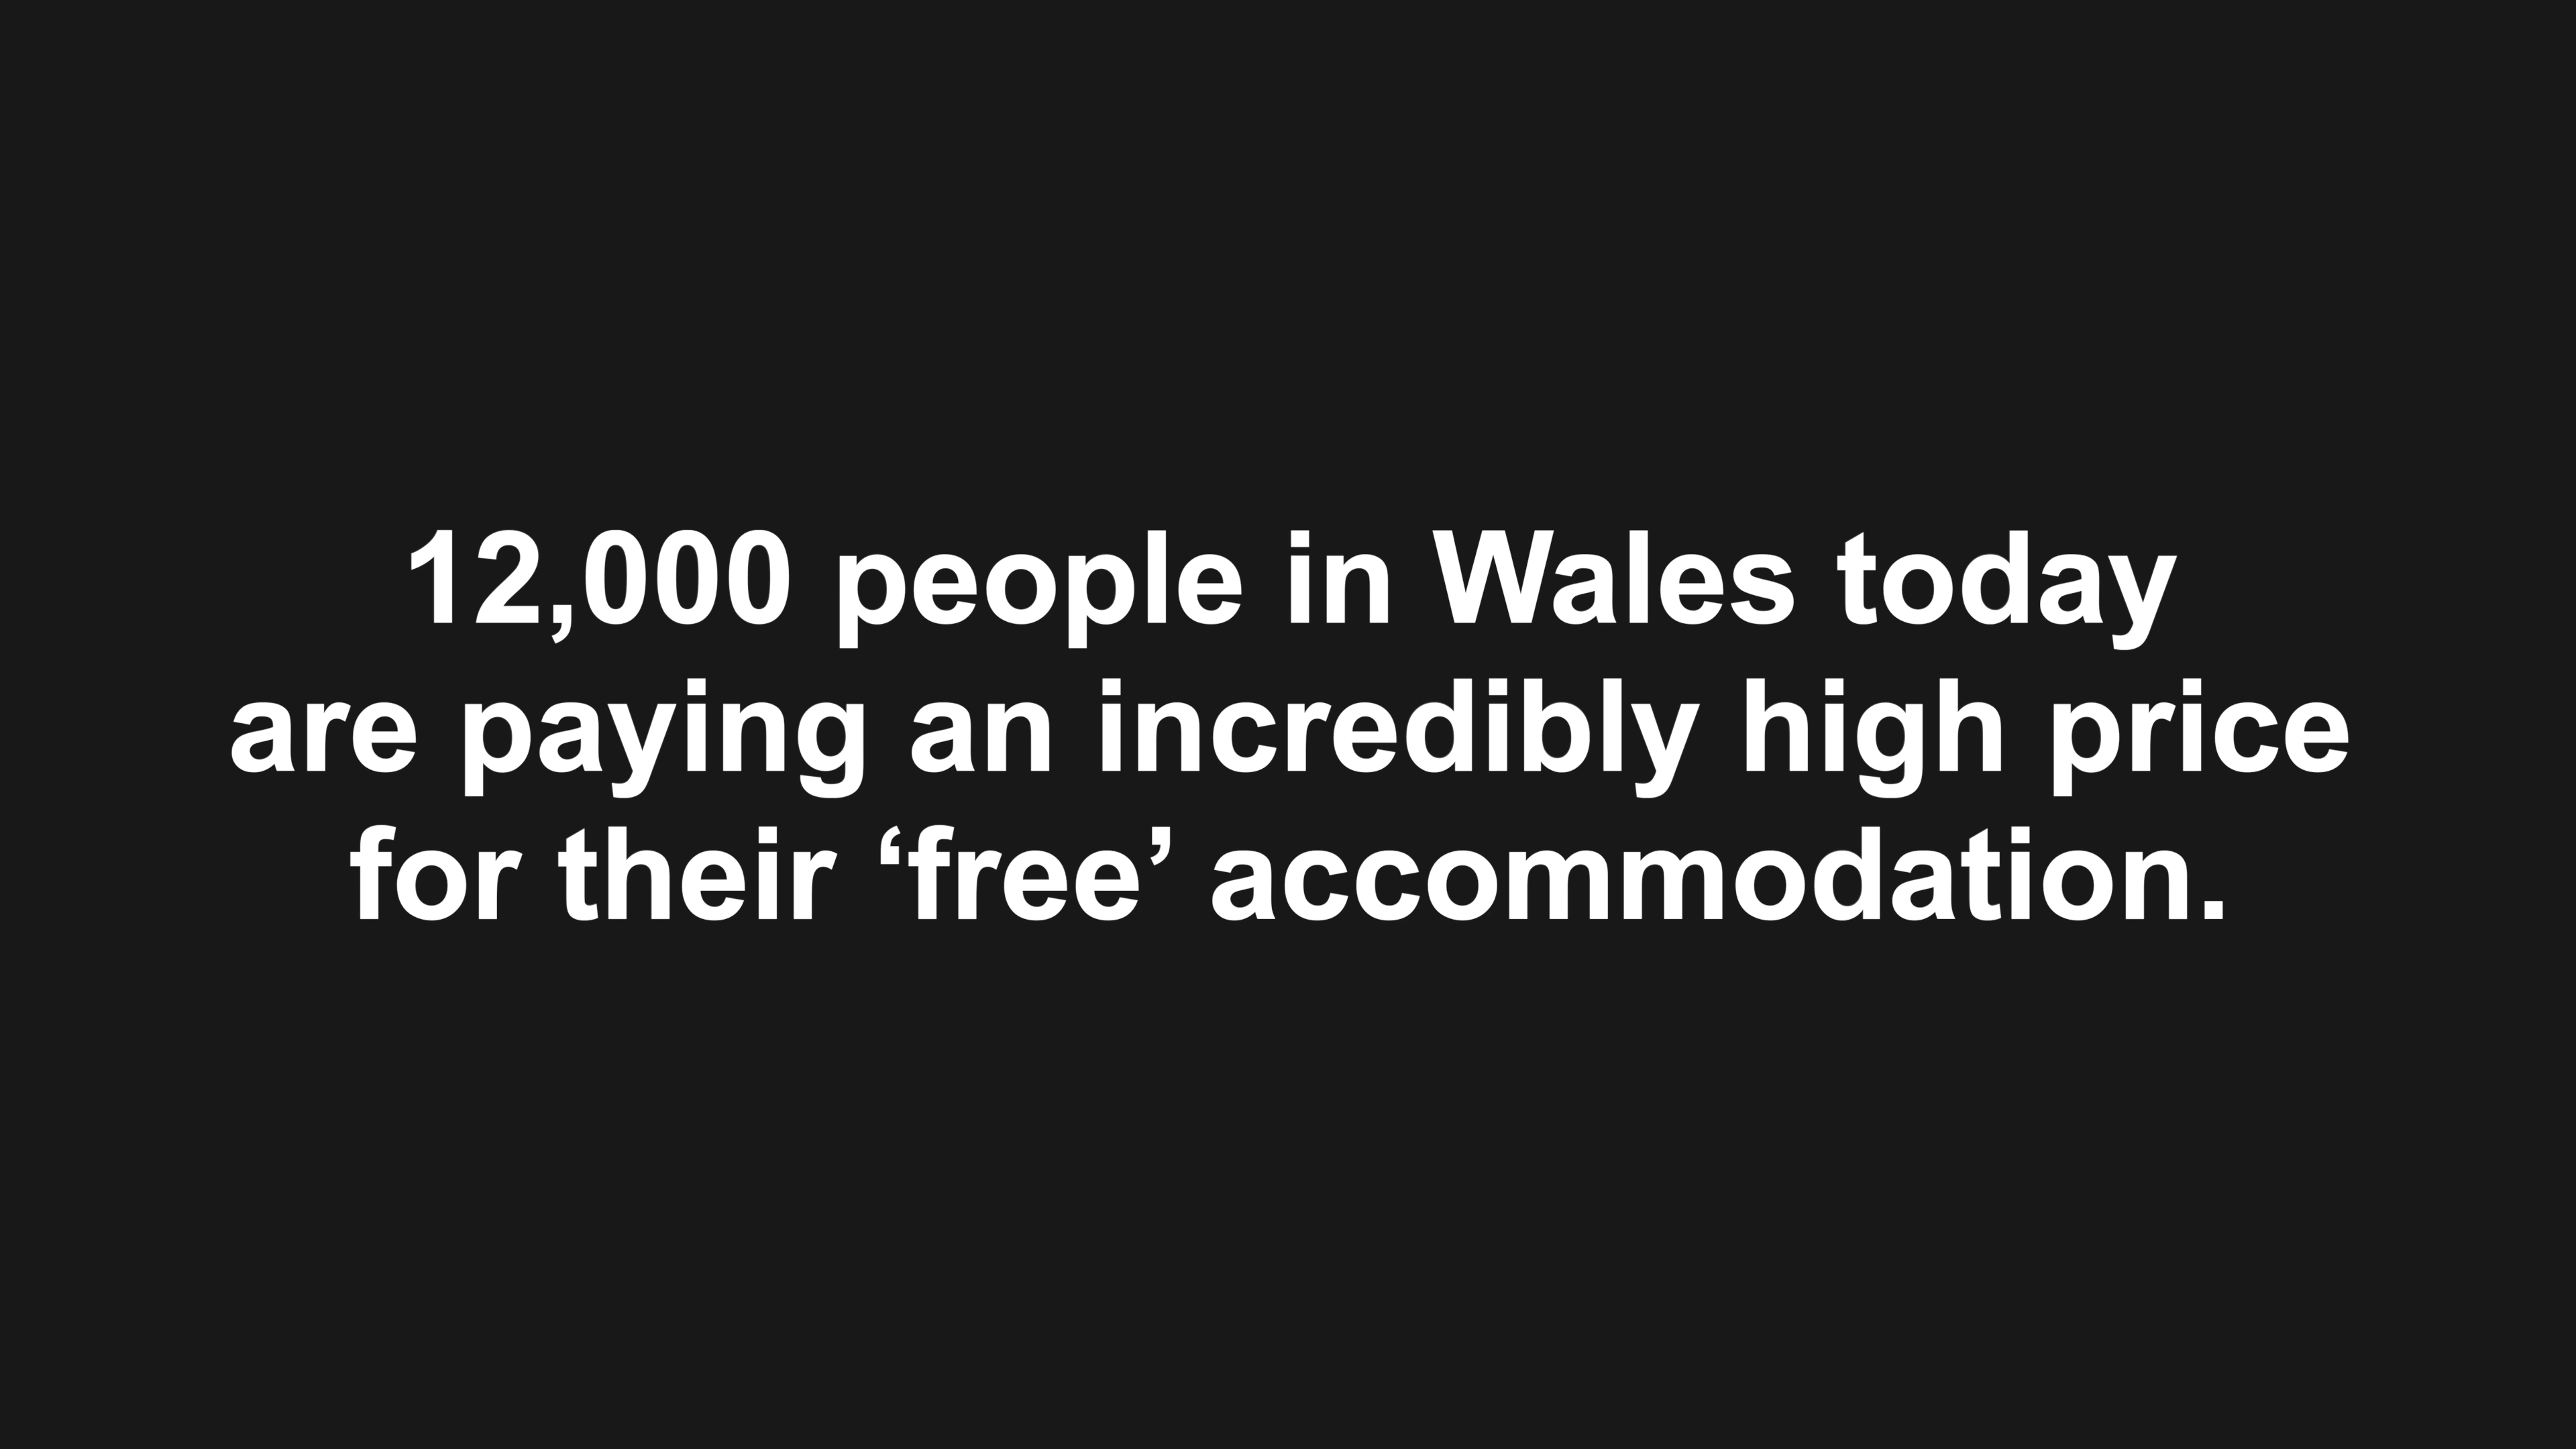 12,000 people in Wales today
are paying an incredibly high price
for their ‘free’ accommodation.